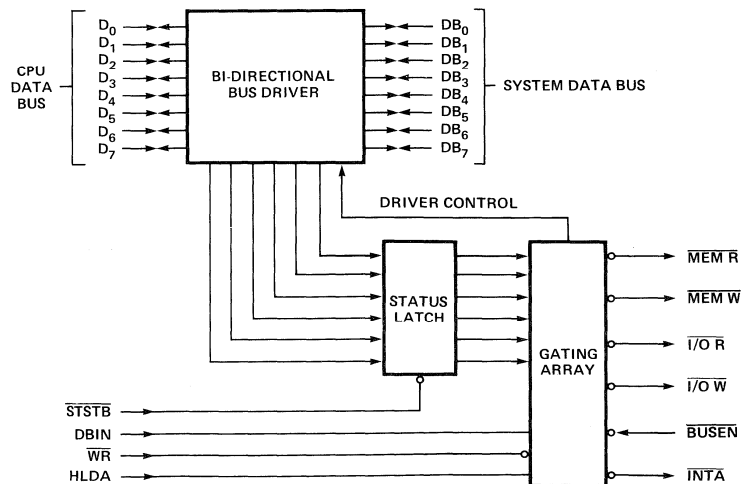 D₀
D₁
D₂
D₃
D₄
D₅
D₆
D₇
CPU
DATA
BUS
BI-DIRECTIONAL
BUS DRIVER
DB₀
DB₁
DB₂
DB₃
DB₄
DB₅
DB₆
DB₇
SYSTEM DATA BUS
DRIVER CONTROL
STATUS
LATCH
GATING
ARRAY
MEM R
MEM W
I/O R
I/O W
BUSEN
INTA
STSTB
DBIN
WR
HLDA